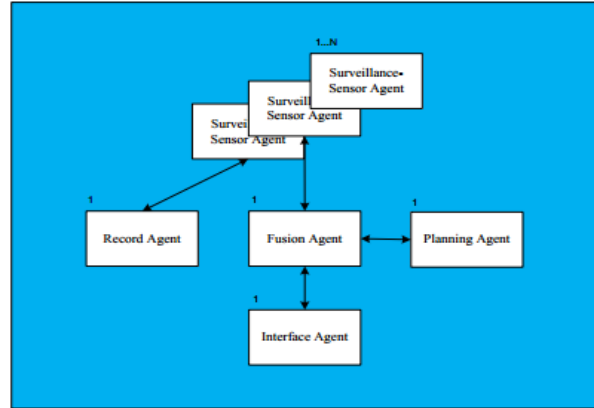 1...N
Surveillance-
Sensor Agent
Surveill
Sensor Agent
Survei
Sensor Agent
1
1
1
Record Agent
Fusion Agent
Planning Agent
1
Interface Agent